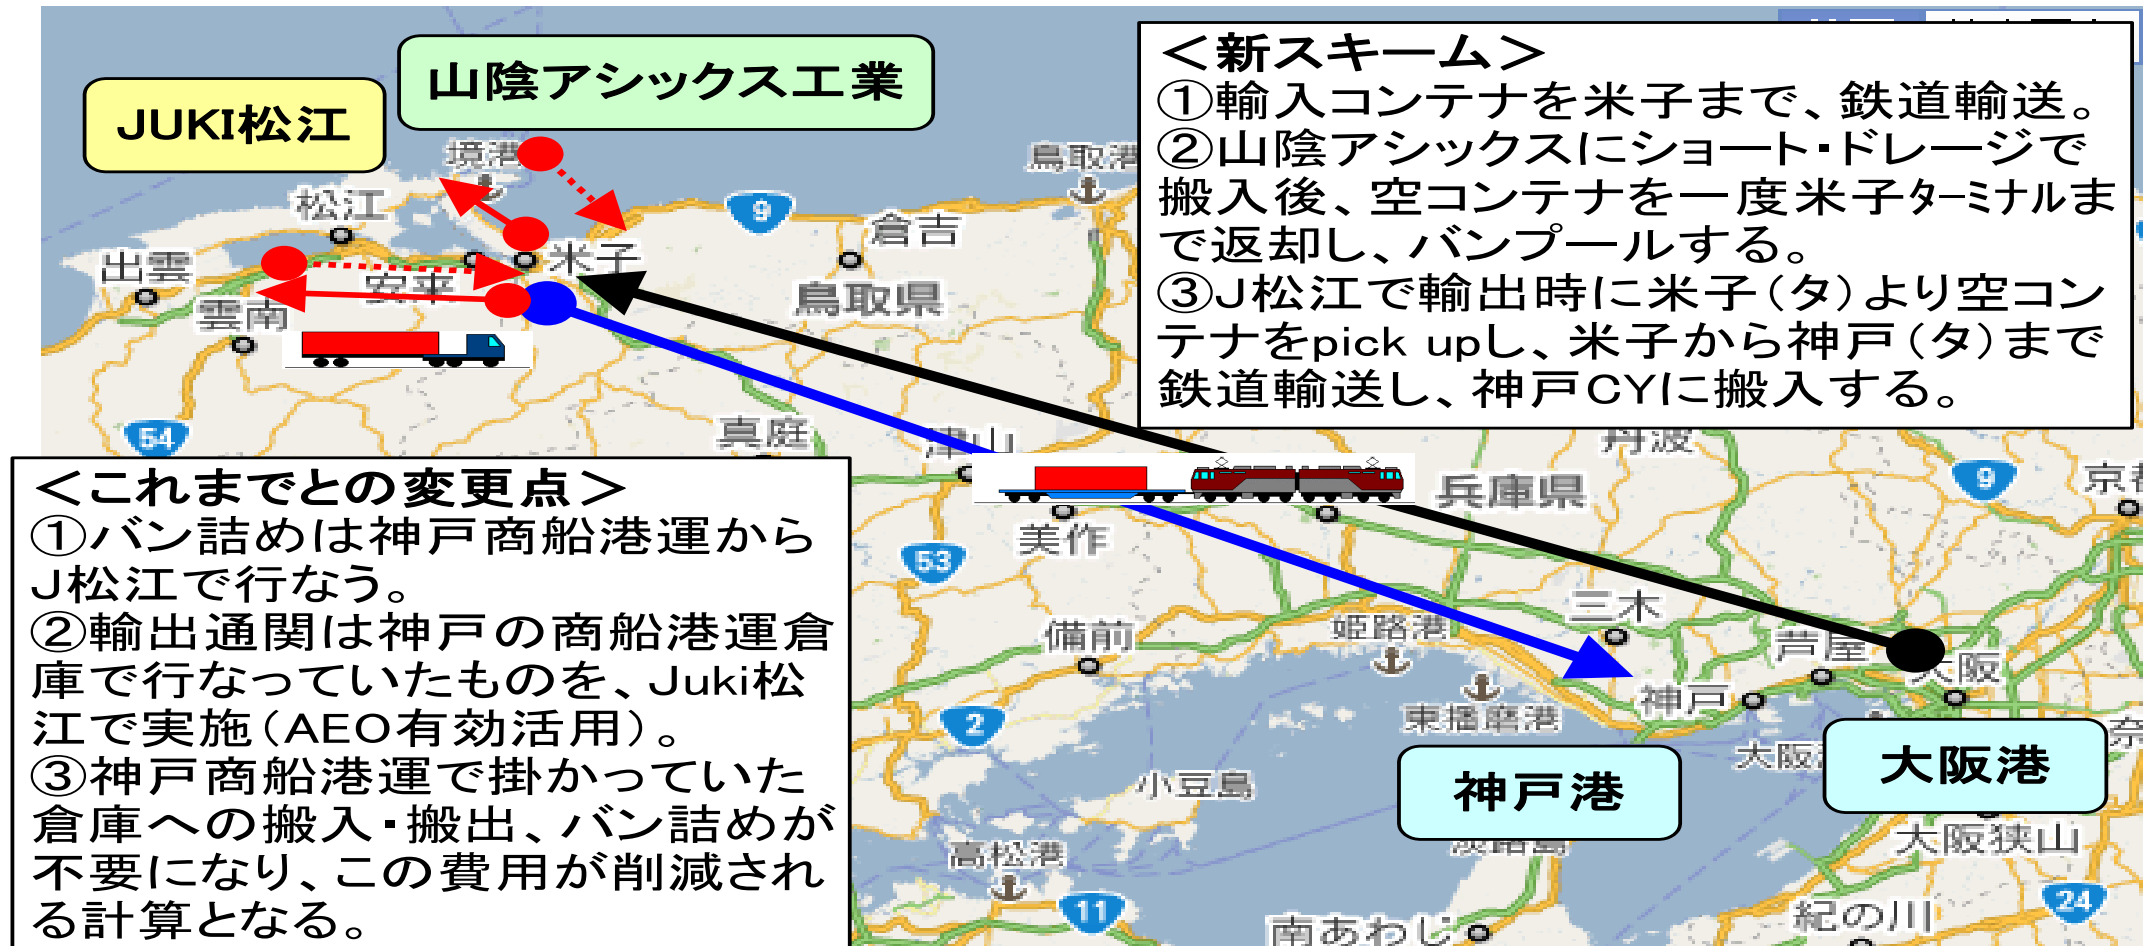 JUKI松江
山陰アシックス工業
＜新スキーム＞
①輸入コンテナを米子まで、鉄道輸送。
②山陰アシックスにショート・ドレージで
搬入後、空コンテナを一度米子ターミナルま
で返却し、バンプールする。
③J松江で輸出時に米子（タ）より空コン
テナをpick upし、米子から神戸（タ）まで
鉄道輸送し、神戸CYに搬入する。
境港
鳥取港
松江
9
倉吉
米子
出雲
安来
鳥取県
雲南
54
真庭
津山
丹波
＜これまでとの変更点＞
①バン詰めは神戸商船港運から
J松江で行なう。
②輸出通関は神戸の商船港運倉
庫で行なっていたものを、Juki松
江で実施（AEO有効活用）。
③神戸商船港運で掛かっていた
倉庫への搬入・搬出、バン詰めが
不要になり、この費用が削減され
る計算となる。
兵庫県
9
美作
53
三木
備前
姫路港
芦屋
大阪
神戸
東播磨港
2
大阪港
神戸港
小豆島
大阪狭山
高松港
11
24
紀の川
南あわじ